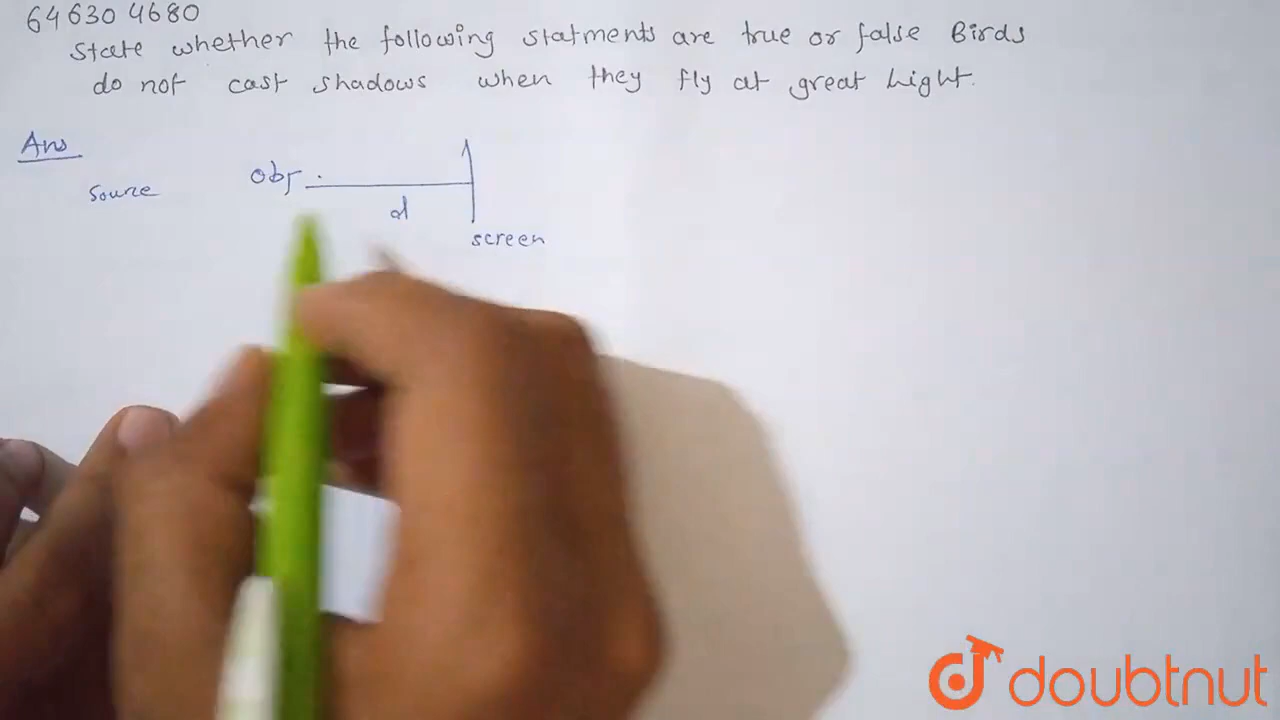 64630 4680
State whether the following statments are true or false Birds
do not cast shadows when they fly at great hight.
Ans
Source
Obj
d
screen
doubtnut